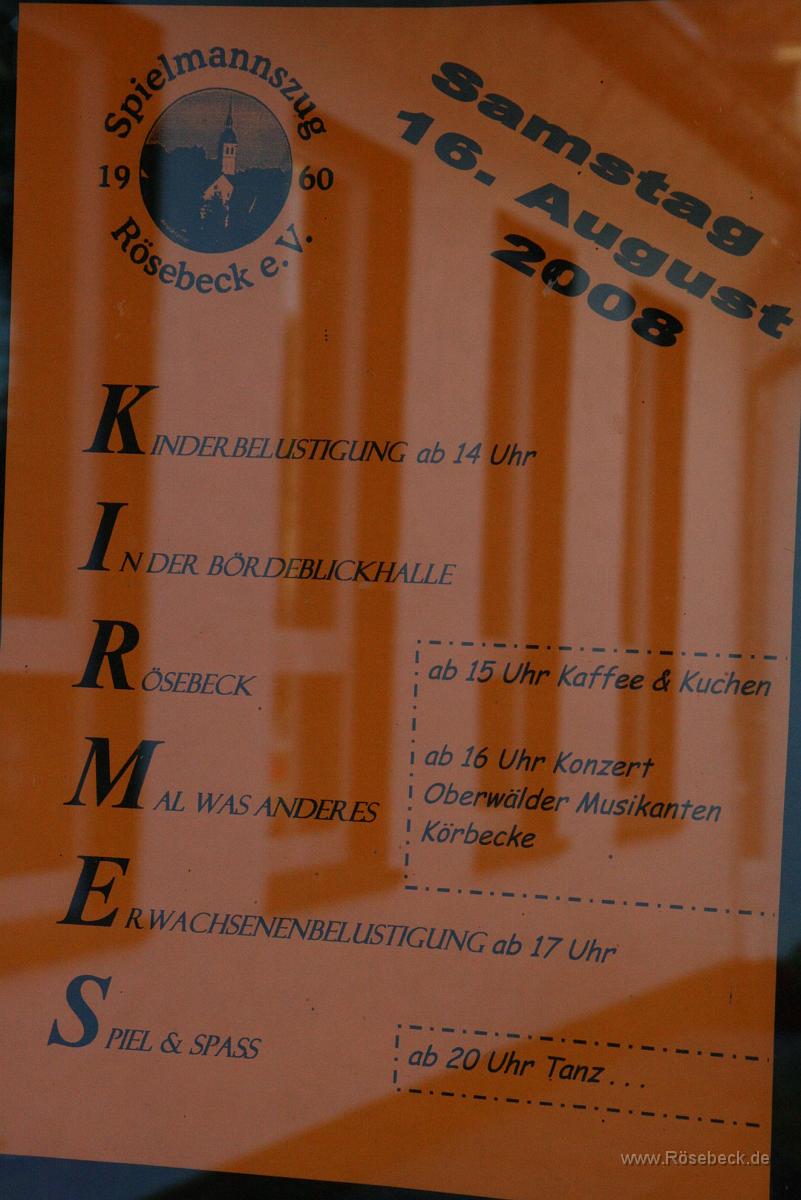 Spielmannszug
19 60
Rösebeck e.V.
Samstag
16. August
2008
KINDERBELUSTIGUNG ab 14 Uhr
IN DER BÖRDEBLICKHALLE
RÖSEBECK
ab 15 Uhr Kaffee & Kuchen
MAL WAS ANDERES
ab 16 Uhr Konzert
Oberwälder Musikanten
Körbecke
ERWACHSENENBELUSTIGUNG ab 17 Uhr
SPIEL & SPASS
ab 20 Uhr Tanz...
www.Rösebeck.de